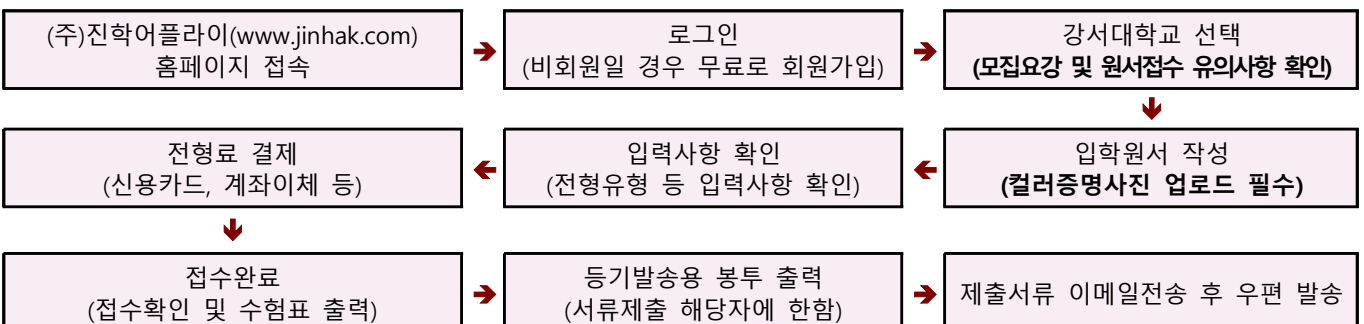 (주)진학어플라이(www.jinhak.com)
홈페이지 접속
로그인
(비회원일 경우 무료로 회원가입)
강서대학교 선택
(모집요강 및 원서접수 유의사항 확인)
입학원서 작성
(컬러증명사진 업로드 필수)
입력사항 확인
(전형유형 등 입력사항 확인)
전형료 결제
(신용카드, 계좌이체 등)
접수완료
(접수확인 및 수험표 출력)
등기발송용 봉투 출력
(서류제출 해당자에 한함)
제출서류 이메일전송 후 우편 발송